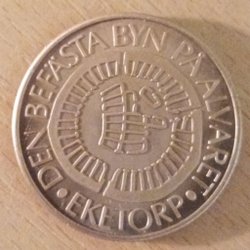 DEN BEFÄSTA BYN PÅ ALVARET
• EKETORP •